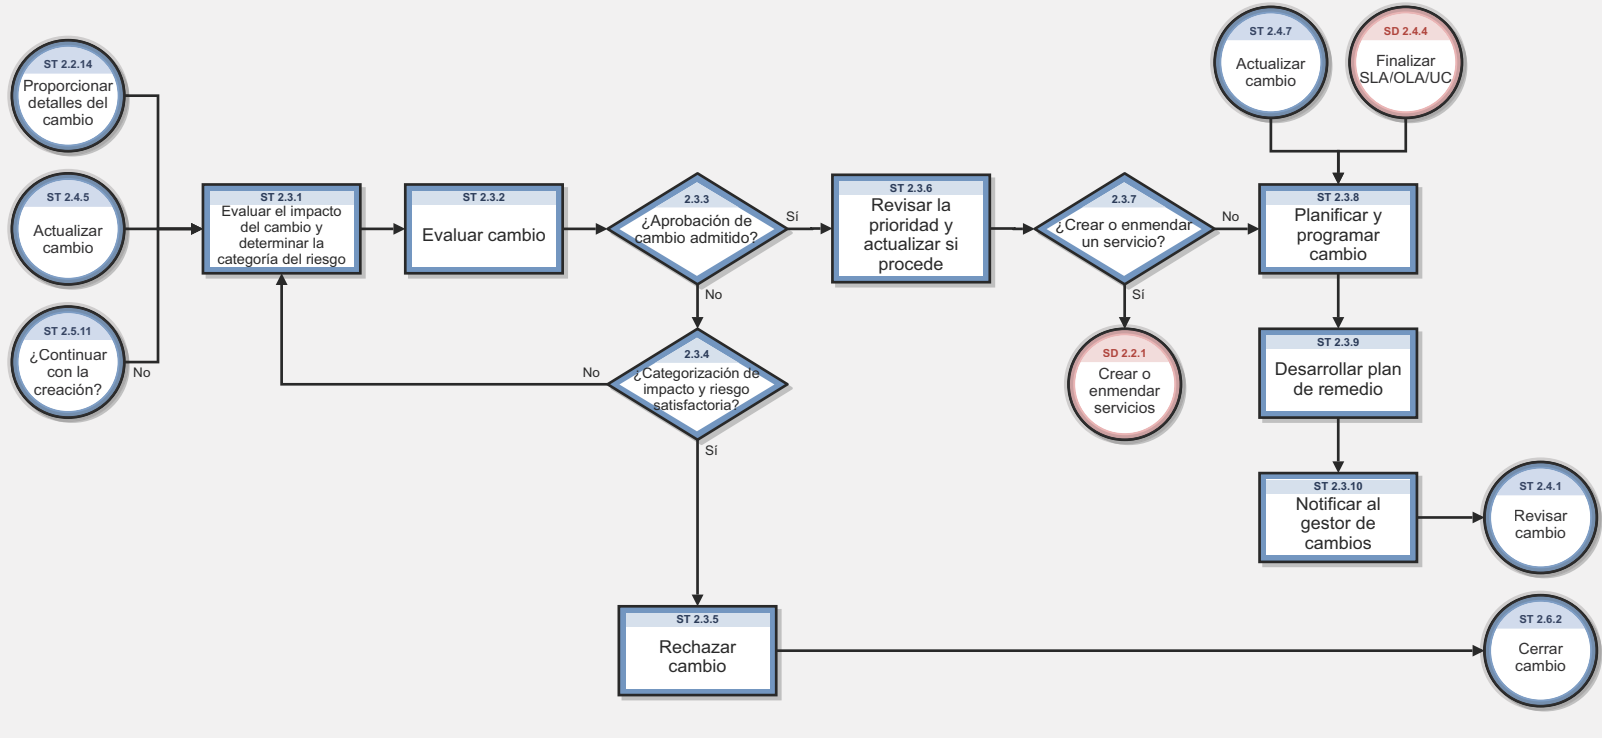 ST 2.2.14
Proporcionar
detalles del
cambio
ST 2.4.5
Actualizar
cambio
ST 2.5.11
¿Continuar
con la
creación?
No
ST 2.3.1
Evaluar el impacto
del cambio y
determinar la
categoría del riesgo
ST 2.3.2
Evaluar cambio
2.3.3
¿Aprobación de
cambio admitido?
Sí
No
2.3.4
¿Categorización de
impacto y riesgo
satisfactoria?
No
Sí
ST 2.3.5
Rechazar
cambio
ST 2.3.6
Revisar la
prioridad y
actualizar si
procede
2.3.7
¿Crear o enmendar
un servicio?
No
Sí
SD 2.2.1
Crear o
enmendar
servicios
ST 2.4.7
Actualizar
cambio
SD 2.4.4
Finalizar
SLA/OLA/UC
ST 2.3.8
Planificar y
programar
cambio
ST 2.3.9
Desarrollar plan
de remedio
ST 2.3.10
Notificar al
gestor de
cambios
ST 2.4.1
Revisar
cambio
ST 2.6.2
Cerrar
cambio